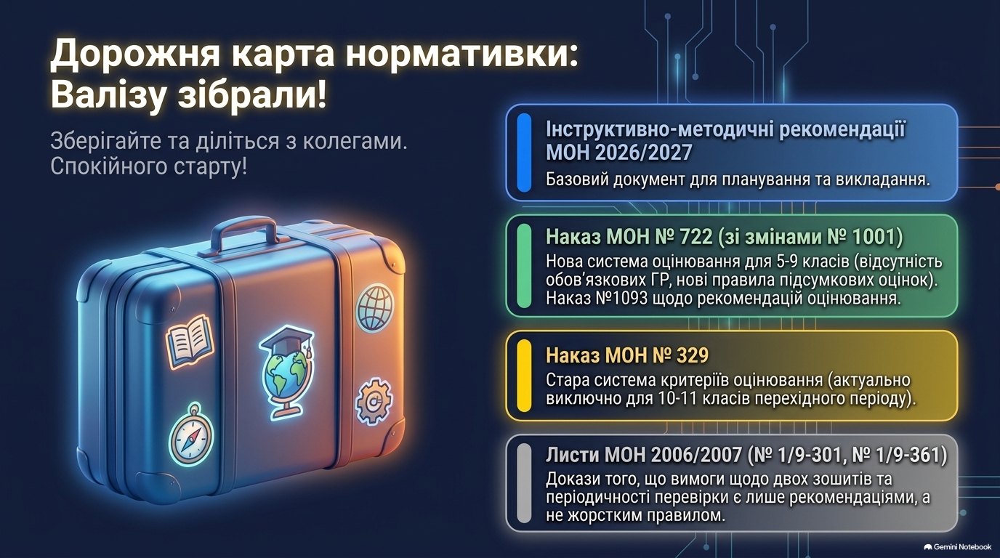 Дорожня карта нормативки:
Валізу зібрали!
Зберігайте та діліться з колегами.
Спокійного старту!
Інструктивно-методичні рекомендації
МОН 2026/2027
Базовий документ для планування та викладання.
Наказ МОН № 722 (зі змінами № 1001)
Нова система оцінювання для 5-9 класів (відсутність
обов’язкових ГР, нові правила підсумкових оцінок).
Наказ №1093 щодо рекомендацій оцінювання.
Наказ МОН № 329
Стара система критеріїв оцінювання (актуально
виключно для 10-11 класів перехідного періоду).
Листи МОН 2006/2007 (№ 1/9-301, № 1/9-361)
Докази того, що вимоги щодо двох зошитів та
періодичності перевірки є лише рекомендаціями, а
не жорстким правилом.
Gemini Notebook